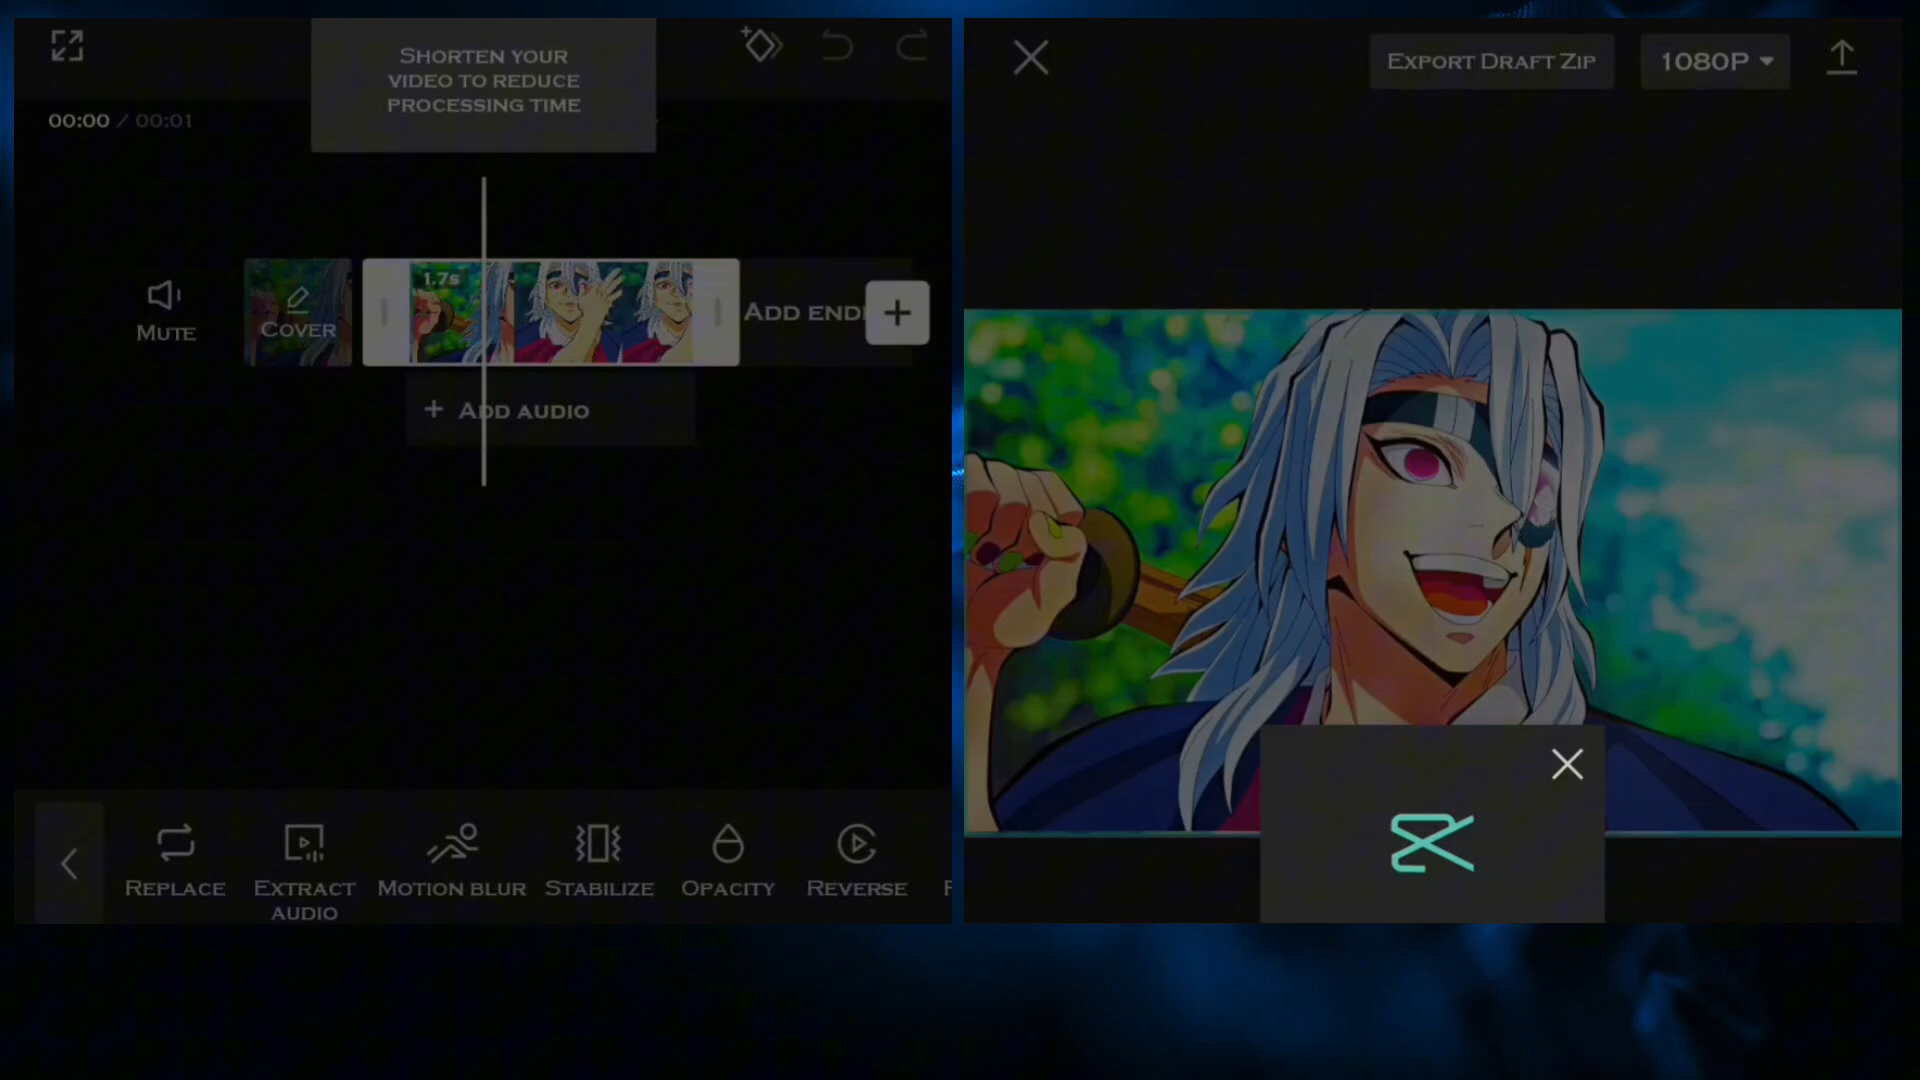 SHORTEN YOUR
VIDEO TO REDUCE
PROCESSING TIME
00:00 / 00:01
MUTE
COVER
1.7s
ADD END
+ ADD AUDIO
REPLACE
EXTRACT
AUDIO
MOTION BLUR
STABILIZE
OPACITY
REVERSE
EXPORT DRAFT ZIP
1080P